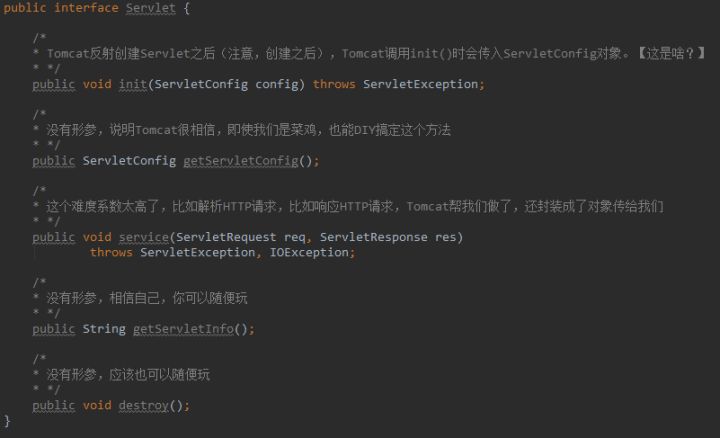 public interface Servlet {
/*
* Tomcat反射创建Servlet之后（注意，创建之后），Tomcat调用init()时会传入ServletConfig对象。【这是啥？】
* */
public void init(ServletConfig config) throws ServletException;
/*
* 没有形参，说明Tomcat很相信，即使我们是菜鸡，也能DIY搞定这个方法
* */
public ServletConfig getServletConfig();
/*
* 这个难度系数太高了，比如解析HTTP请求，比如响应HTTP请求，Tomcat帮我们做了，还封装成了对象传给我们
* */
public void service(ServletRequest req, ServletResponse res)
throws ServletException, IOException;
/*
* 没有形参，相信自己，你可以随便玩
* */
public String getServletInfo();
/*
* 没有形参，应该也可以随便玩
* */
public void destroy();
}